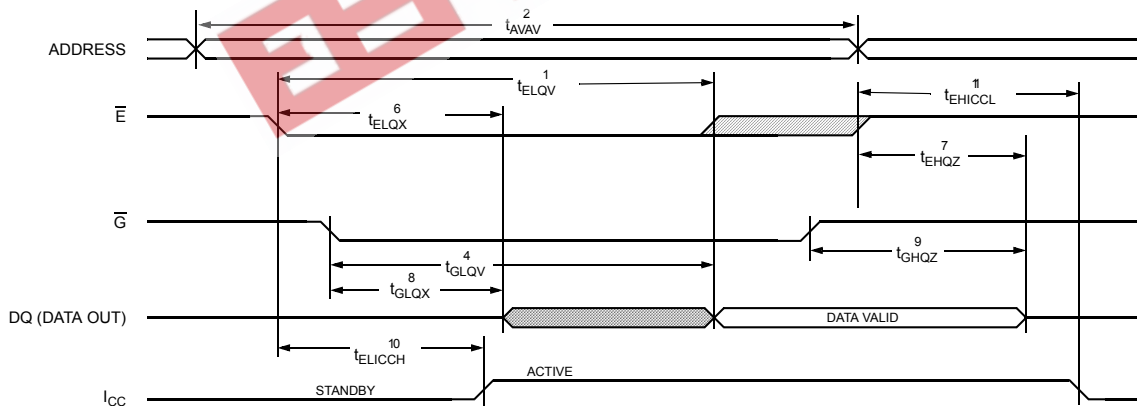 2
tAVAV
ADDRESS
1
tELQV
11
tEHICCL
E
6
tELQX
7
tEHQZ
G
9
tGHQZ
4
tGLQV
8
tGLQX
DQ (DATA OUT)
DATA VALID
10
tELICCH
ACTIVE
STANDBY
ICC